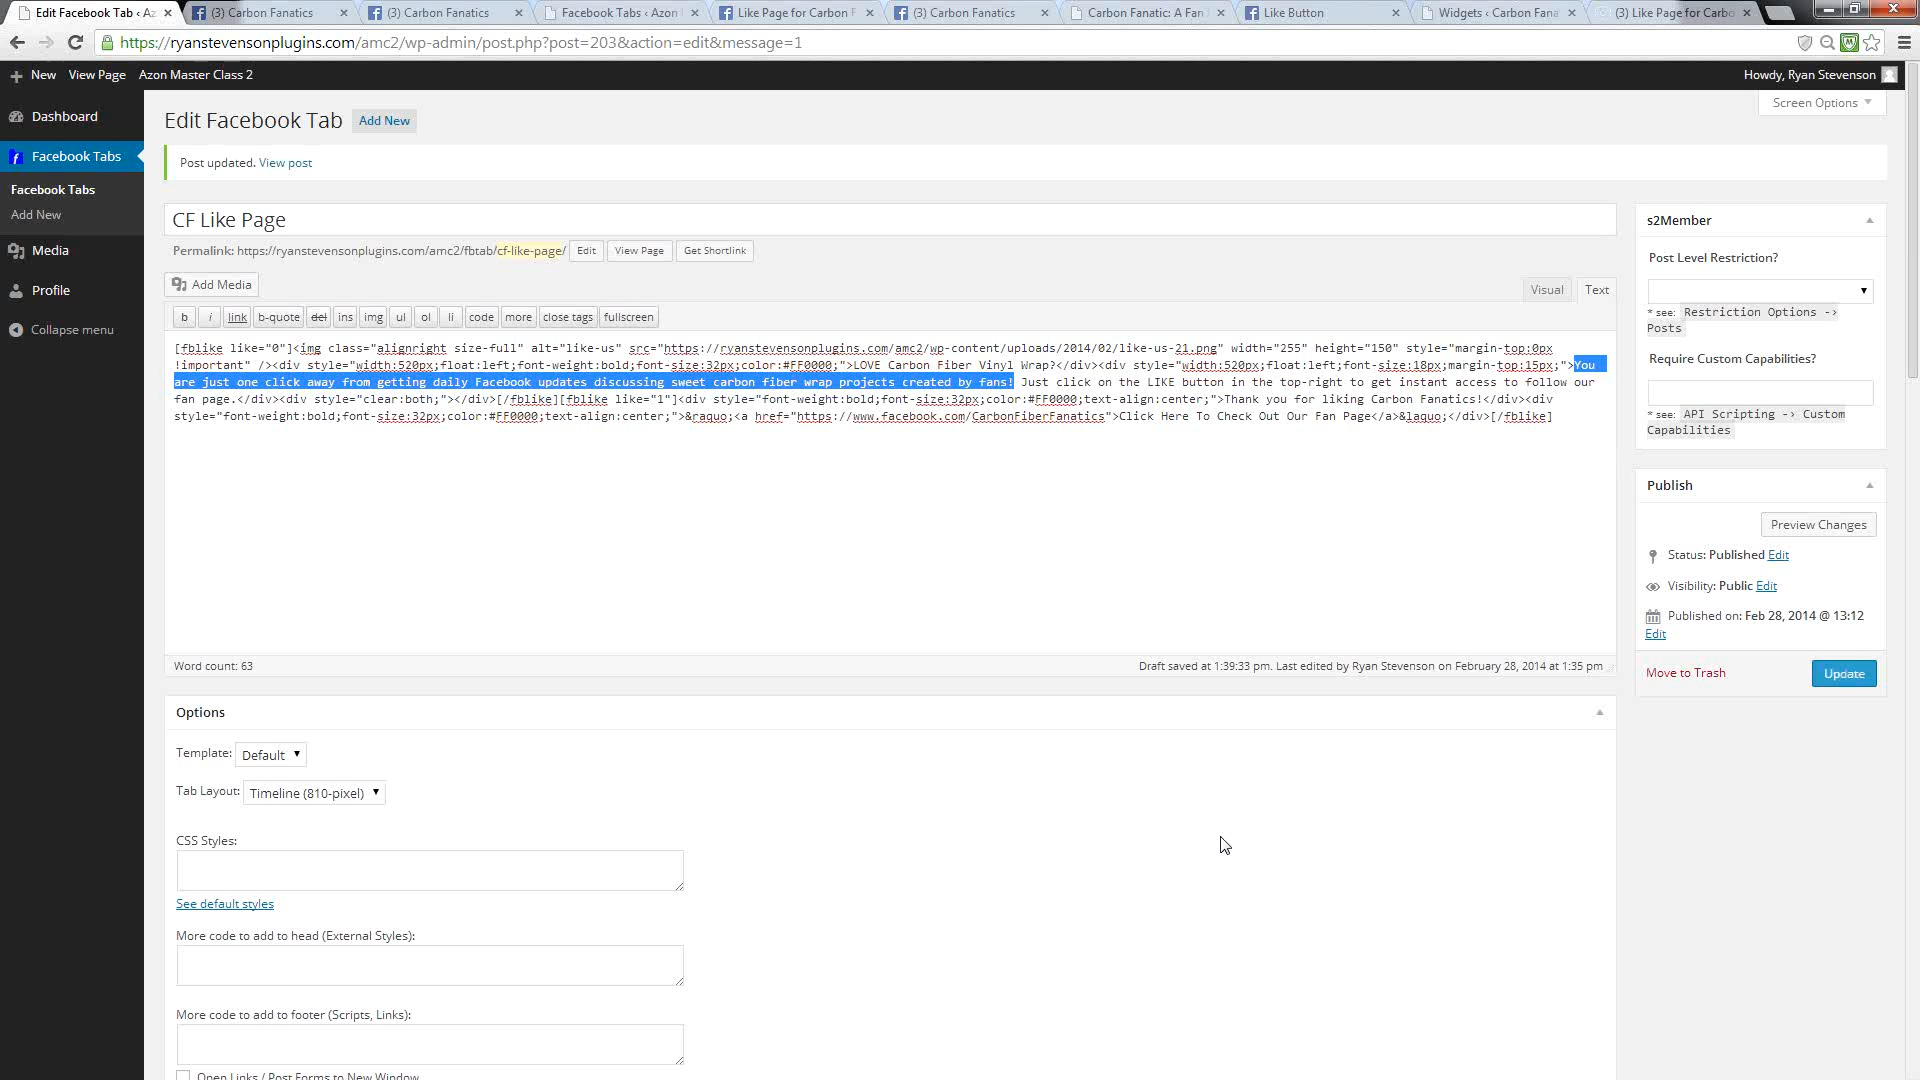 Edit Facebook Tab ‹ Az
(3) Carbon Fanatics
(3) Carbon Fanatics
Facebook Tabs ‹ Azon
Like Page for Carbon F
(3) Carbon Fanatics
Carbon Fanatic: A Fan
Like Button
Widgets ‹ Carbon Fana
(3) Like Page for Carbo
https://ryanstevensonplugins.com/amc2/wp-admin/post.php?post=203&action=edit&message=1
New View Page Azon Master Class 2
Howdy, Ryan Stevenson
Screen Options
Dashboard
Facebook Tabs
Facebook Tabs
Add New
Media
Profile
Collapse menu
Edit Facebook Tab Add New
Post updated. View post
CF Like Page
Permalink: https://ryanstevensonplugins.com/amc2/fbtab/cf-like-page/ Edit View Page Get Shortlink
Add Media
Visual Text
b i link b-quote del ins img ul ol li code more close tags fullscreen
[fblike like="0"]<img class="alignright size-full" alt="like-us" src="https://ryanstevensonplugins.com/amc2/wp-content/uploads/2014/02/like-us-21.png" width="255" height="150" style="margin-top:0px
!important" /><div style="width:520px;float:left;font-weight:bold;font-size:32px;color:#FF0000;">LOVE Carbon Fiber Vinyl Wrap?</div><div style="width:520px;float:left;font-size:18px;margin-top:15px;">You
are just one click away from getting daily Facebook updates discussing sweet carbon fiber wrap projects created by fans! Just click on the LIKE button in the top-right to get instant access to follow our
fan page.</div><div style="clear:both;"></div>[/fblike][fblike like="1"]<div style="font-weight:bold;font-size:32px;color:#FF0000;text-align:center;">Thank you for liking Carbon Fanatics!</div><div
style="font-weight:bold;font-size:32px;color:#FF0000;text-align:center;">&raquo;<a href="https://www.facebook.com/CarbonFiberFanatics">Click Here To Check Out Our Fan Page</a>&laquo;</div>[/fblike]
Word count: 63
Draft saved at 1:39:33 pm. Last edited by Ryan Stevenson on February 28, 2014 at 1:35 pm
Options
Template: Default
Tab Layout: Timeline (810-pixel)
CSS Styles:
See default styles
More code to add to head (External Styles):
More code to add to footer (Scripts, Links):
Open Links / Post Forms to New Window
s2Member
Post Level Restriction?
* see: Restriction Options ->
Posts
Require Custom Capabilities?
* see: API Scripting -> Custom
Capabilities
Publish
Preview Changes
Status: Published Edit
Visibility: Public Edit
Published on: Feb 28, 2014 @ 13:12
Edit
Move to Trash
Update